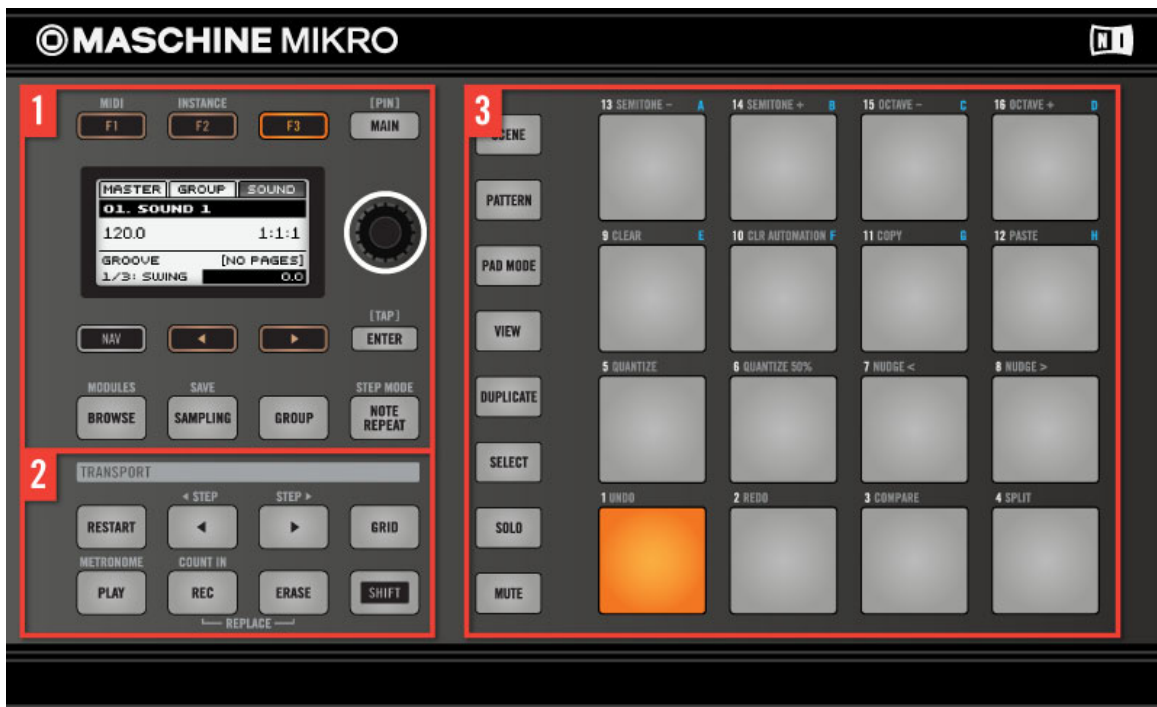 MASCHINE MIKRO
NI
1
MIDI INSTANCE [PIN]
F1 F2 F3 MAIN
MASTER GROUP SOUND
01. SOUND 1
120.0 1:1:1
GROOVE [NO PAGES]
1/3: SWING 0.0
[TAP]
NAV ◀ ▶ ENTER
MODULES SAVE STEP MODE
BROWSE SAMPLING GROUP NOTE REPEAT
2
TRANSPORT
◀ STEP STEP ▶
RESTART ◀ ▶ GRID
METRONOME COUNT IN
PLAY REC ERASE SHIFT
REPLACE
3
SCENE
PATTERN
PAD MODE
VIEW
DUPLICATE
SELECT
SOLO
MUTE
13 SEMITONE - A 14 SEMITONE + B 15 OCTAVE - C 16 OCTAVE + D
9 CLEAR E 10 CLR AUTOMATION F 11 COPY G 12 PASTE H
5 QUANTIZE 6 QUANTIZE 50% 7 NUDGE < 8 NUDGE >
1 UNDO 2 REDO 3 COMPARE 4 SPLIT